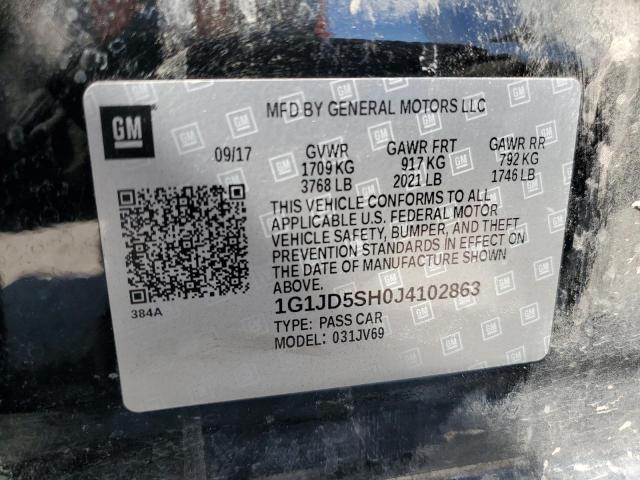 GM
MFD BY GENERAL MOTORS LLC
09/17 GVWR GAWR FRT GAWR RR
1709 KG 917 KG 792 KG
3768 LB 2021 LB 1746 LB
THIS VEHICLE CONFORMS TO ALL
APPLICABLE U.S. FEDERAL MOTOR
VEHICLE SAFETY, BUMPER, AND THEFT
PREVENTION STANDARDS IN EFFECT ON
THE DATE OF MANUFACTURE SHOWN
ABOVE.
384A
1G1JD5SH0J4102863
TYPE: PASS CAR
MODEL: 031JV69